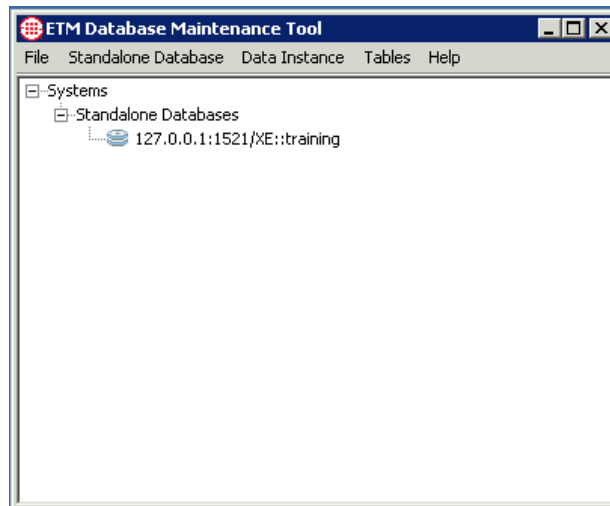 ETM Database Maintenance Tool
File Standalone Database Data Instance Tables Help
Systems
Standalone Databases
127.0.0.1:1521/XE::training